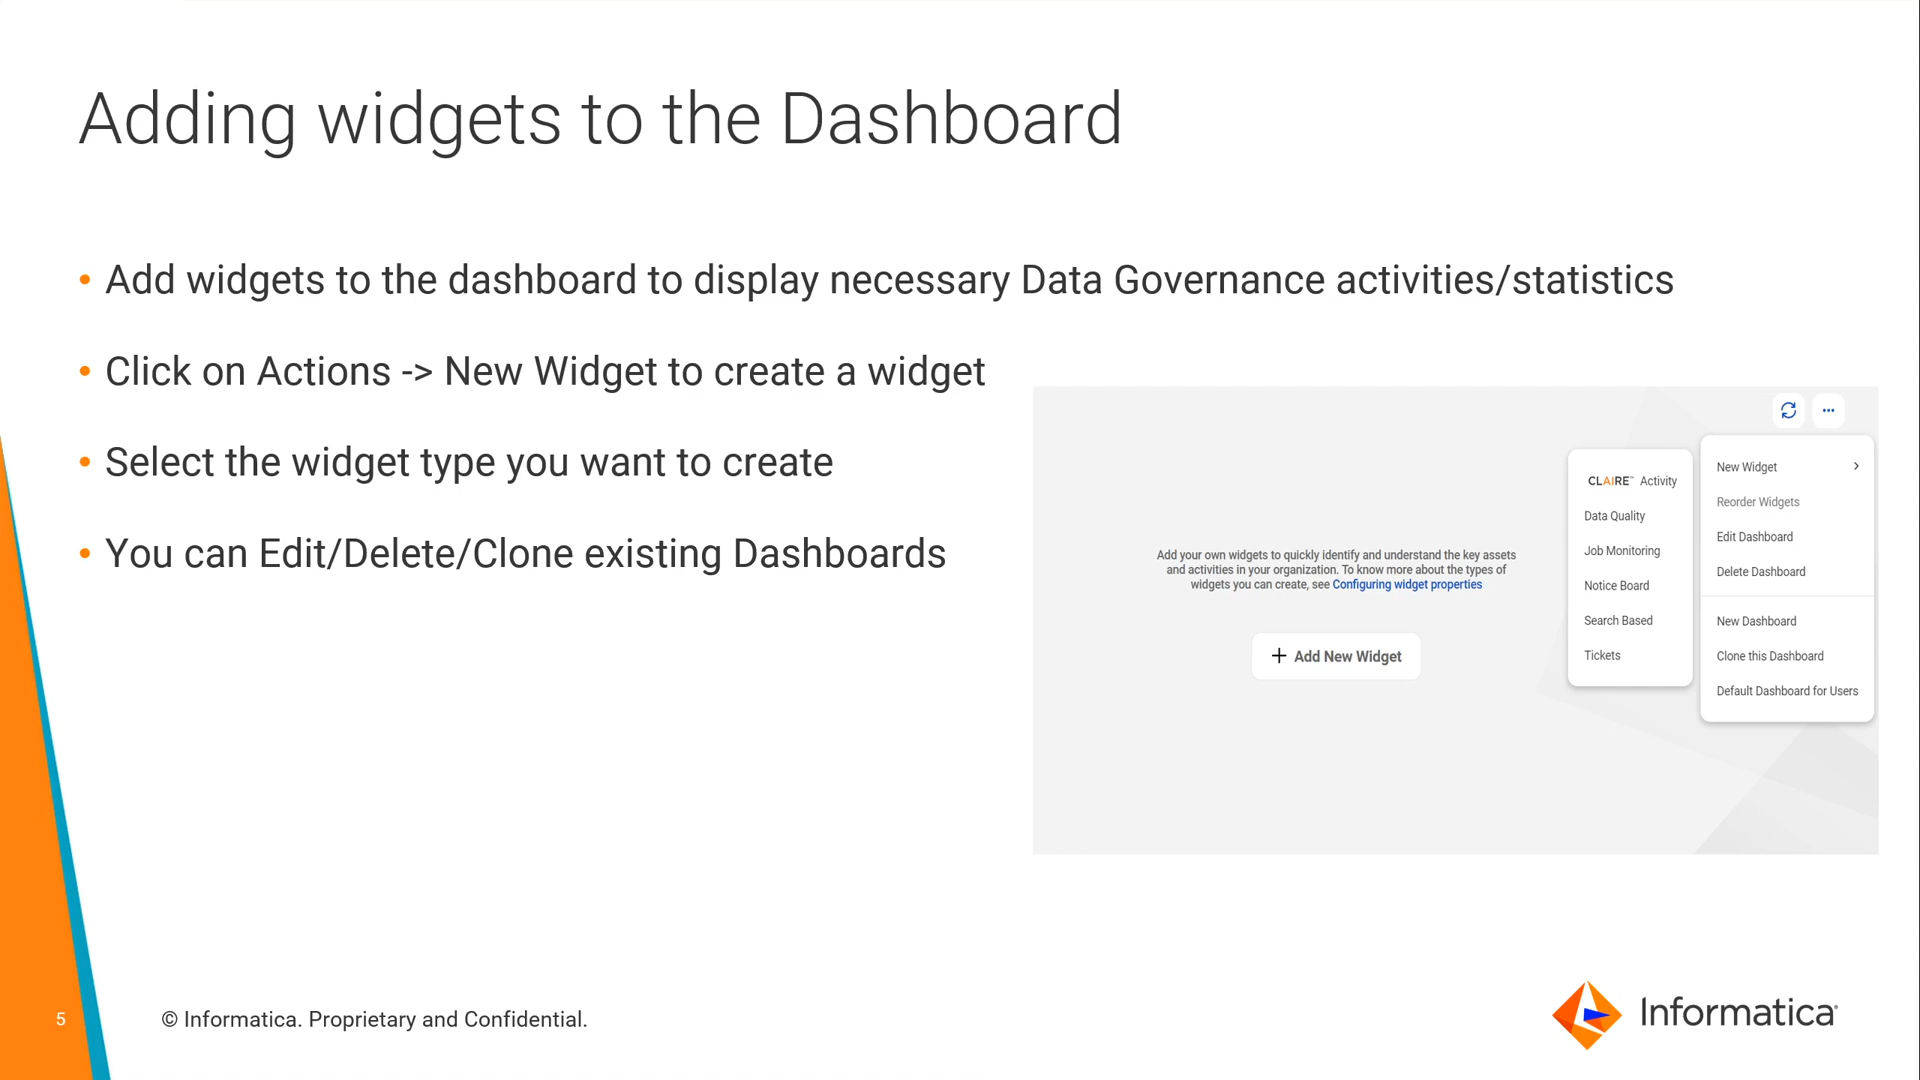 Adding widgets to the Dashboard
• Add widgets to the dashboard to display necessary Data Governance activities/statistics
• Click on Actions -> New Widget to create a widget
• Select the widget type you want to create
• You can Edit/Delete/Clone existing Dashboards
Add your own widgets to quickly identify and understand the key assets
and activities in your organization. To know more about the types of
widgets you can create, see Configuring widget properties
+ Add New Widget
CLAIRE™ Activity
Data Quality
Job Monitoring
Notice Board
Search Based
Tickets
New Widget >
Reorder Widgets
Edit Dashboard
Delete Dashboard
New Dashboard
Clone this Dashboard
Default Dashboard for Users
5
© Informatica. Proprietary and Confidential.
Informatica